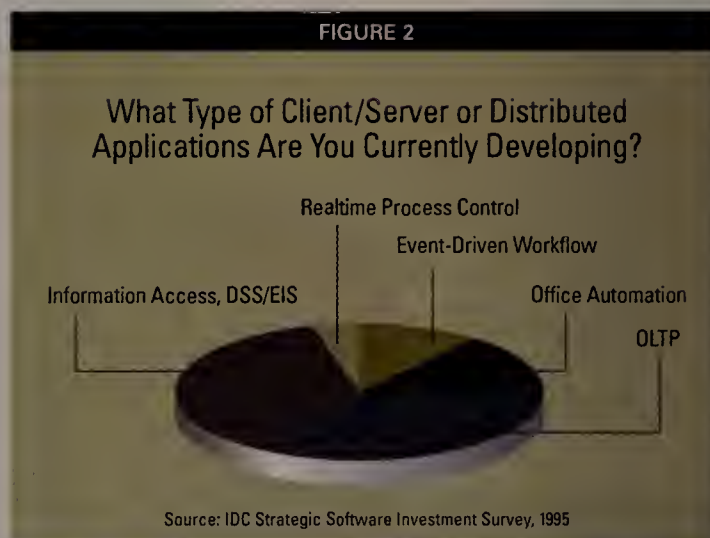 FIGURE 2
What Type of Client/Server or Distributed
Applications Are You Currently Developing?
Realtime Process Control
Event-Driven Workflow
Information Access, DSS/EIS
Office Automation
OLTP
Source: IDC Strategic Software Investment Survey, 1995